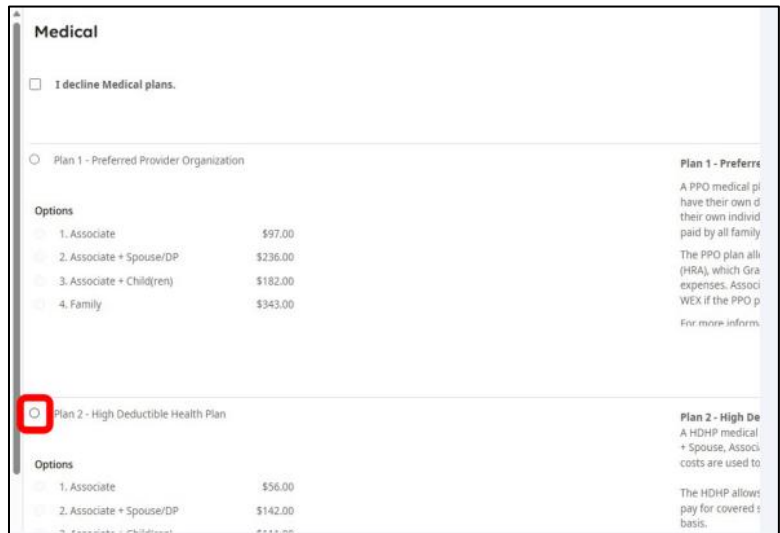 Medical
I decline Medical plans.
Plan 1 - Preferred Provider Organization
Options
1. Associate $97.00
2. Associate + Spouse/DP $236.00
3. Associate + Child(ren) $182.00
4. Family $343.00
Plan 1 - Preferre
A PPO medical pl
have their own d
their own individ
paid by all family
The PPO plan all
(HRA), which Gra
expenses. Associ
WEX if the PPO p
For more inform
Plan 2 - High Deductible Health Plan
Options
1. Associate $56.00
2. Associate + Spouse/DP $142.00
Plan 2 - High De
A HDHP medical
+ Spouse, Associ
costs are used to
The HDHP allows
pay for covered s
basis.